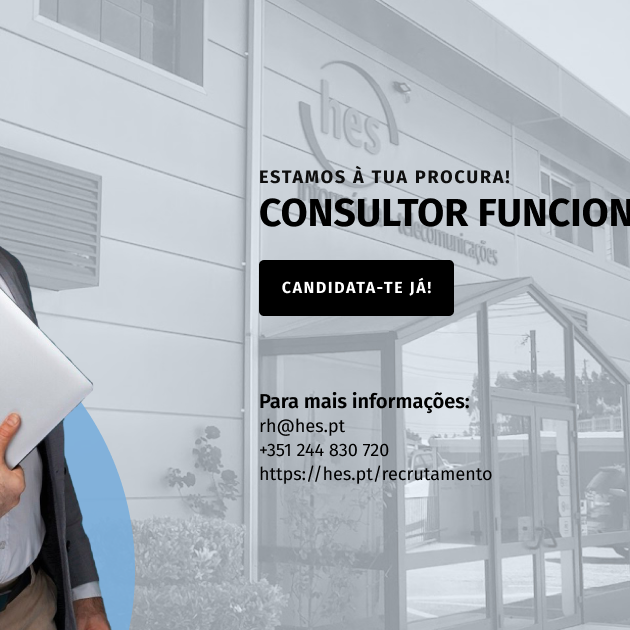 hes
ESTAMOS À TUA PROCURA!
CONSULTOR FUNCION
telecomunicações
CANDIDATA-TE JÁ!
Para mais informações:
rh@hes.pt
+351 244 830 720
https://hes.pt/recrutamento